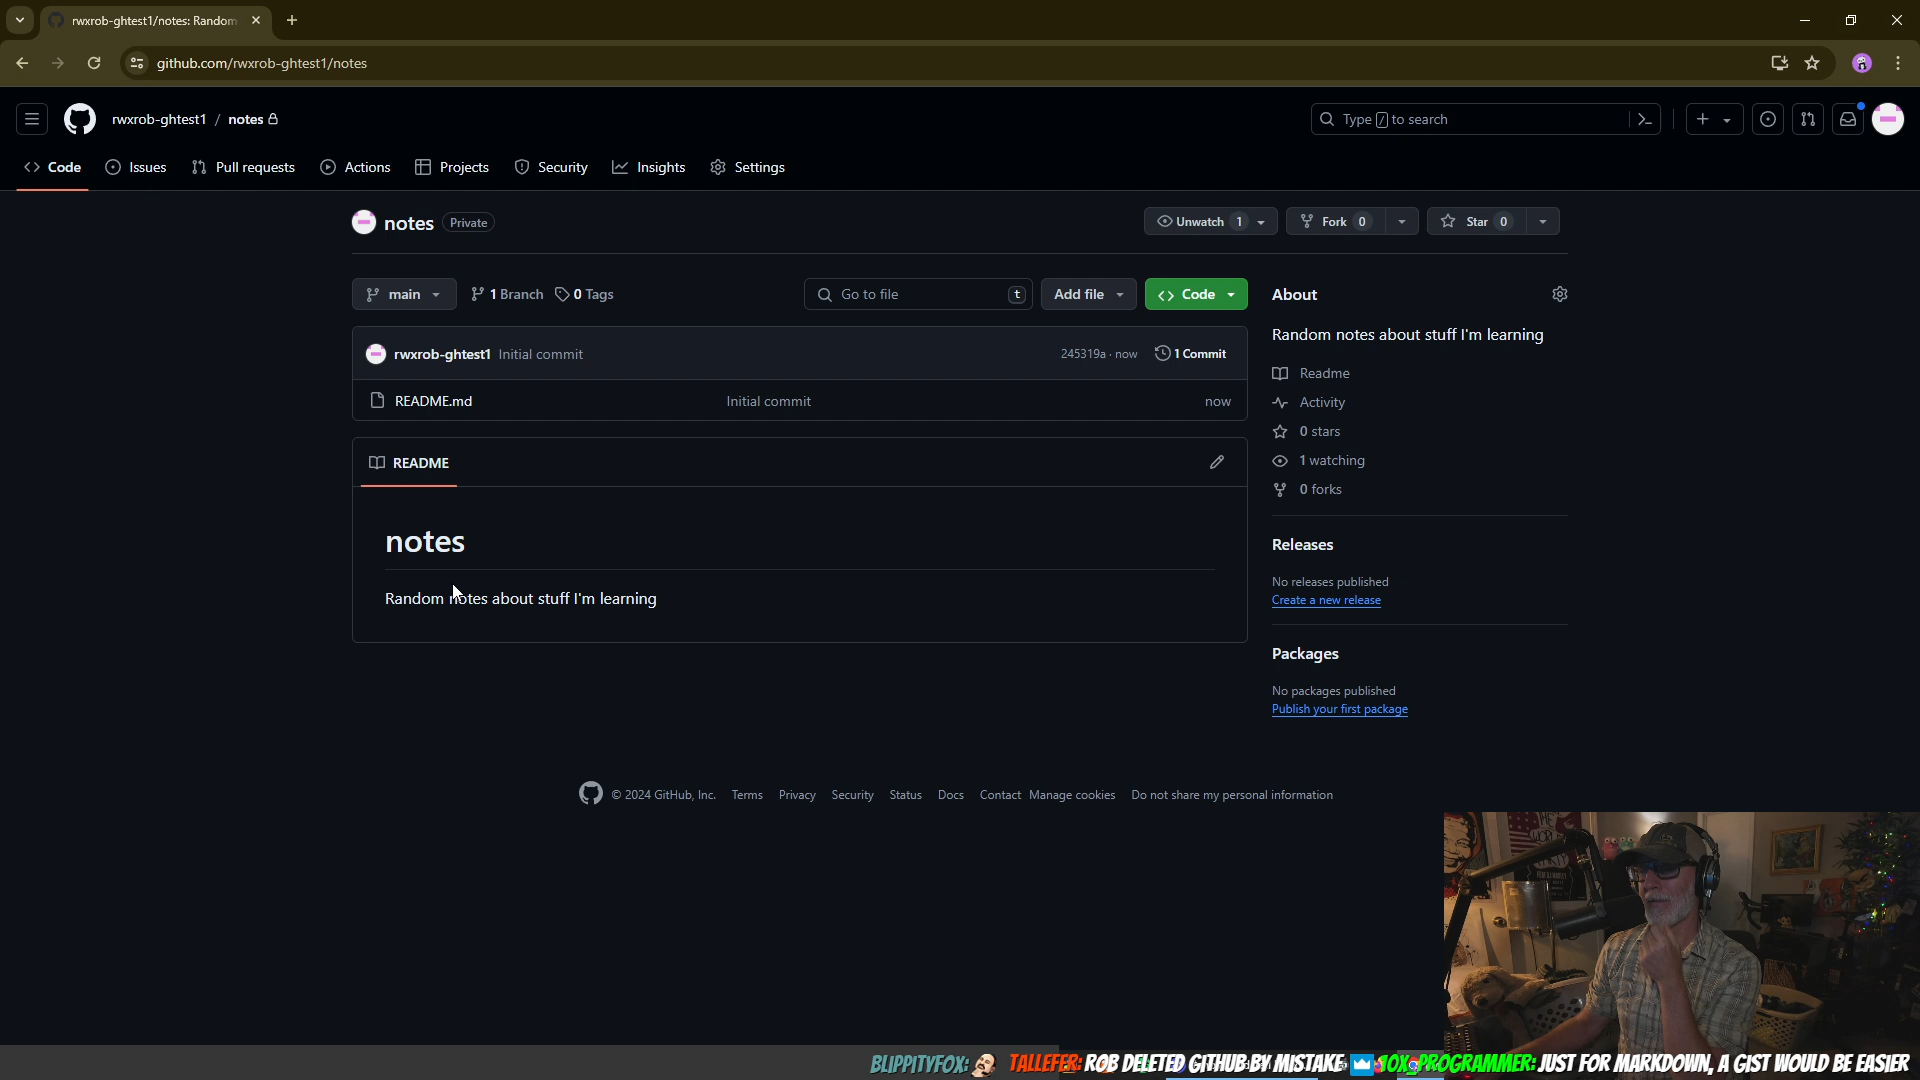 rwxrob-ghtest1/notes: Random
github.com/rwxrob-ghtest1/notes
rwxrob-ghtest1 / notes
Type / to search
Code Issues Pull requests Actions Projects Security Insights Settings
notes Private
Unwatch 1 Fork 0 Star 0
main 1 Branch 0 Tags
Go to file t
Add file
Code
rwxrob-ghtest1 Initial commit
245319a · now 1 Commit
README.md Initial commit now
README
notes
Random notes about stuff I'm learning
About
Random notes about stuff I'm learning
Readme
Activity
0 stars
1 watching
0 forks
Releases
No releases published
Create a new release
Packages
No packages published
Publish your first package
© 2024 GitHub, Inc. Terms Privacy Security Status Docs Contact Manage cookies Do not share my personal information
BLIPPITYFOX: TALLEFER: ROB DELETED GITHUB BY MISTAKE 10X_PROGRAMMER: JUST FOR MARKDOWN, A GIST WOULD BE EASIER